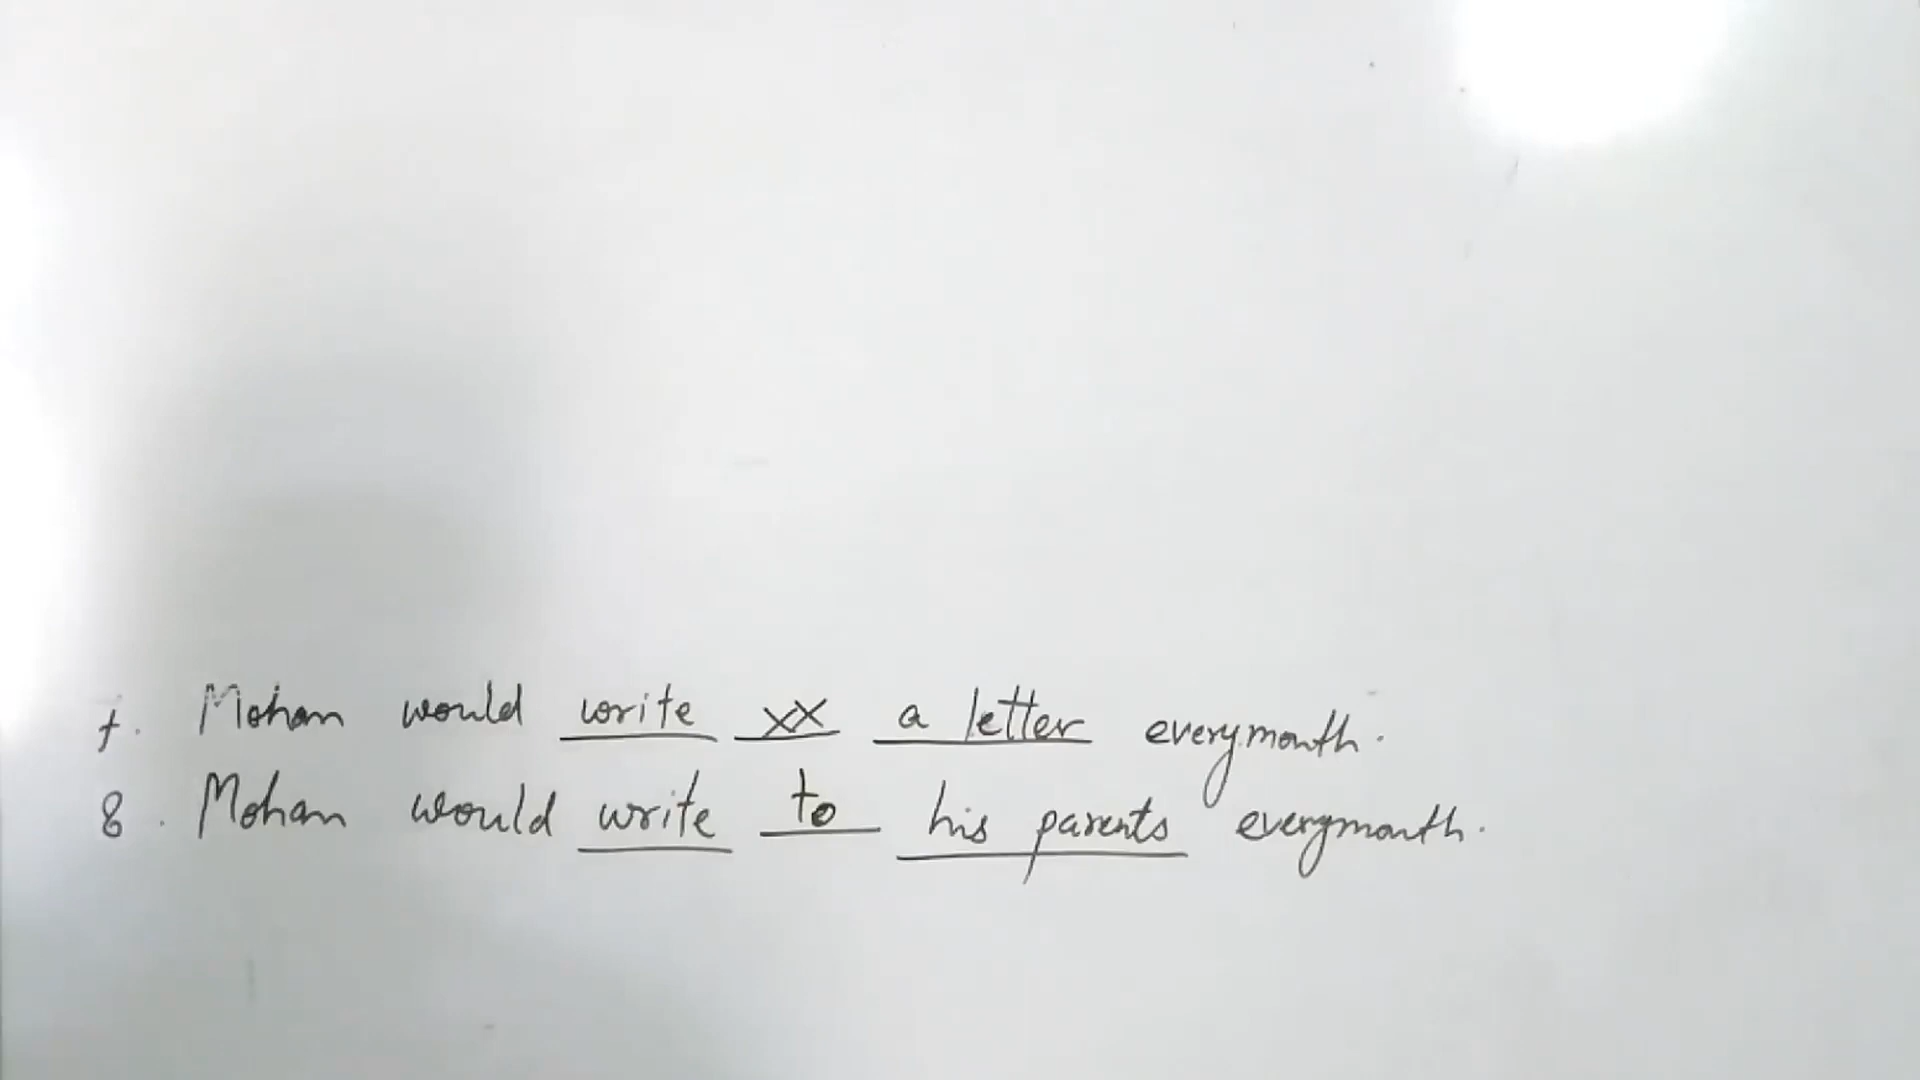 7. Mohan would write xx a letter everymonth.
8. Mohan would write to his parents everymonth.